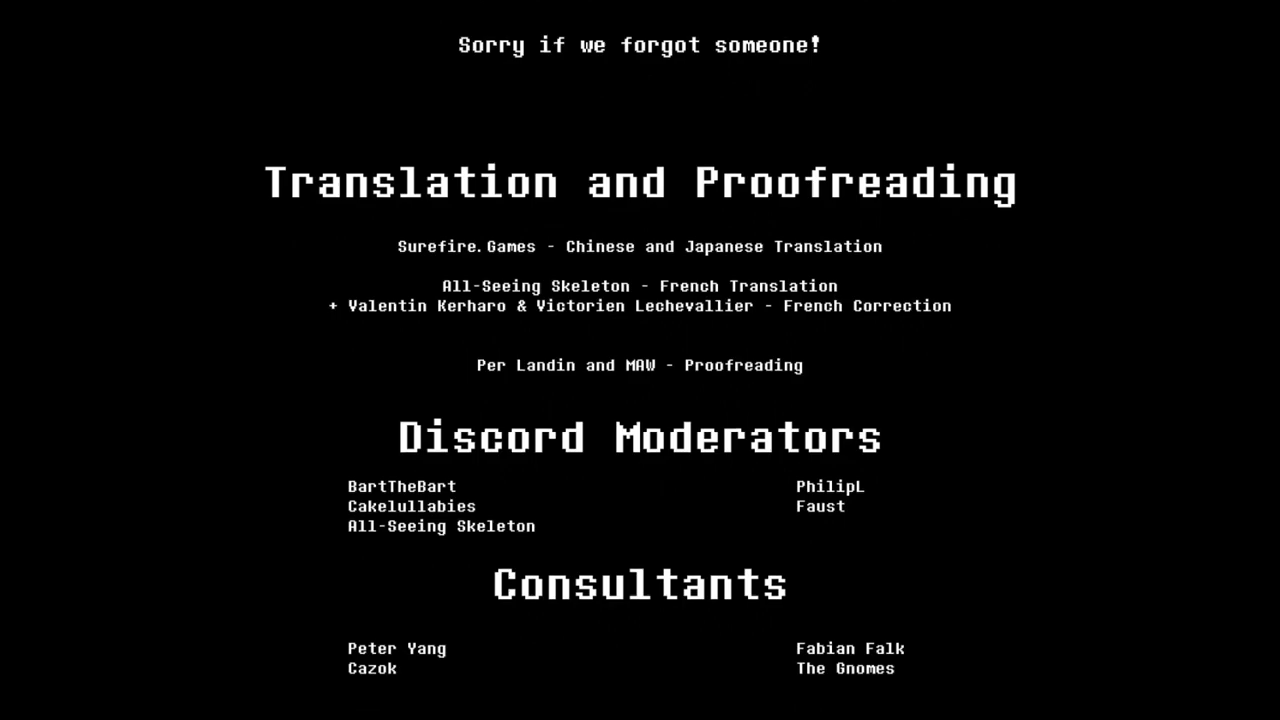 Sorry if we forgot someone!
Translation and Proofreading
Surefire.Games - Chinese and Japanese Translation
All-Seeing Skeleton - French Translation
+ Valentin Kerharo & Victorien Lechevallier - French Correction
Per Landin and MAW - Proofreading
Discord Moderators
BartTheBart
Cakelullabies
All-Seeing Skeleton
PhilipL
Faust
Consultants
Peter Yang
Cazok
Fabian Falk
The Gnomes